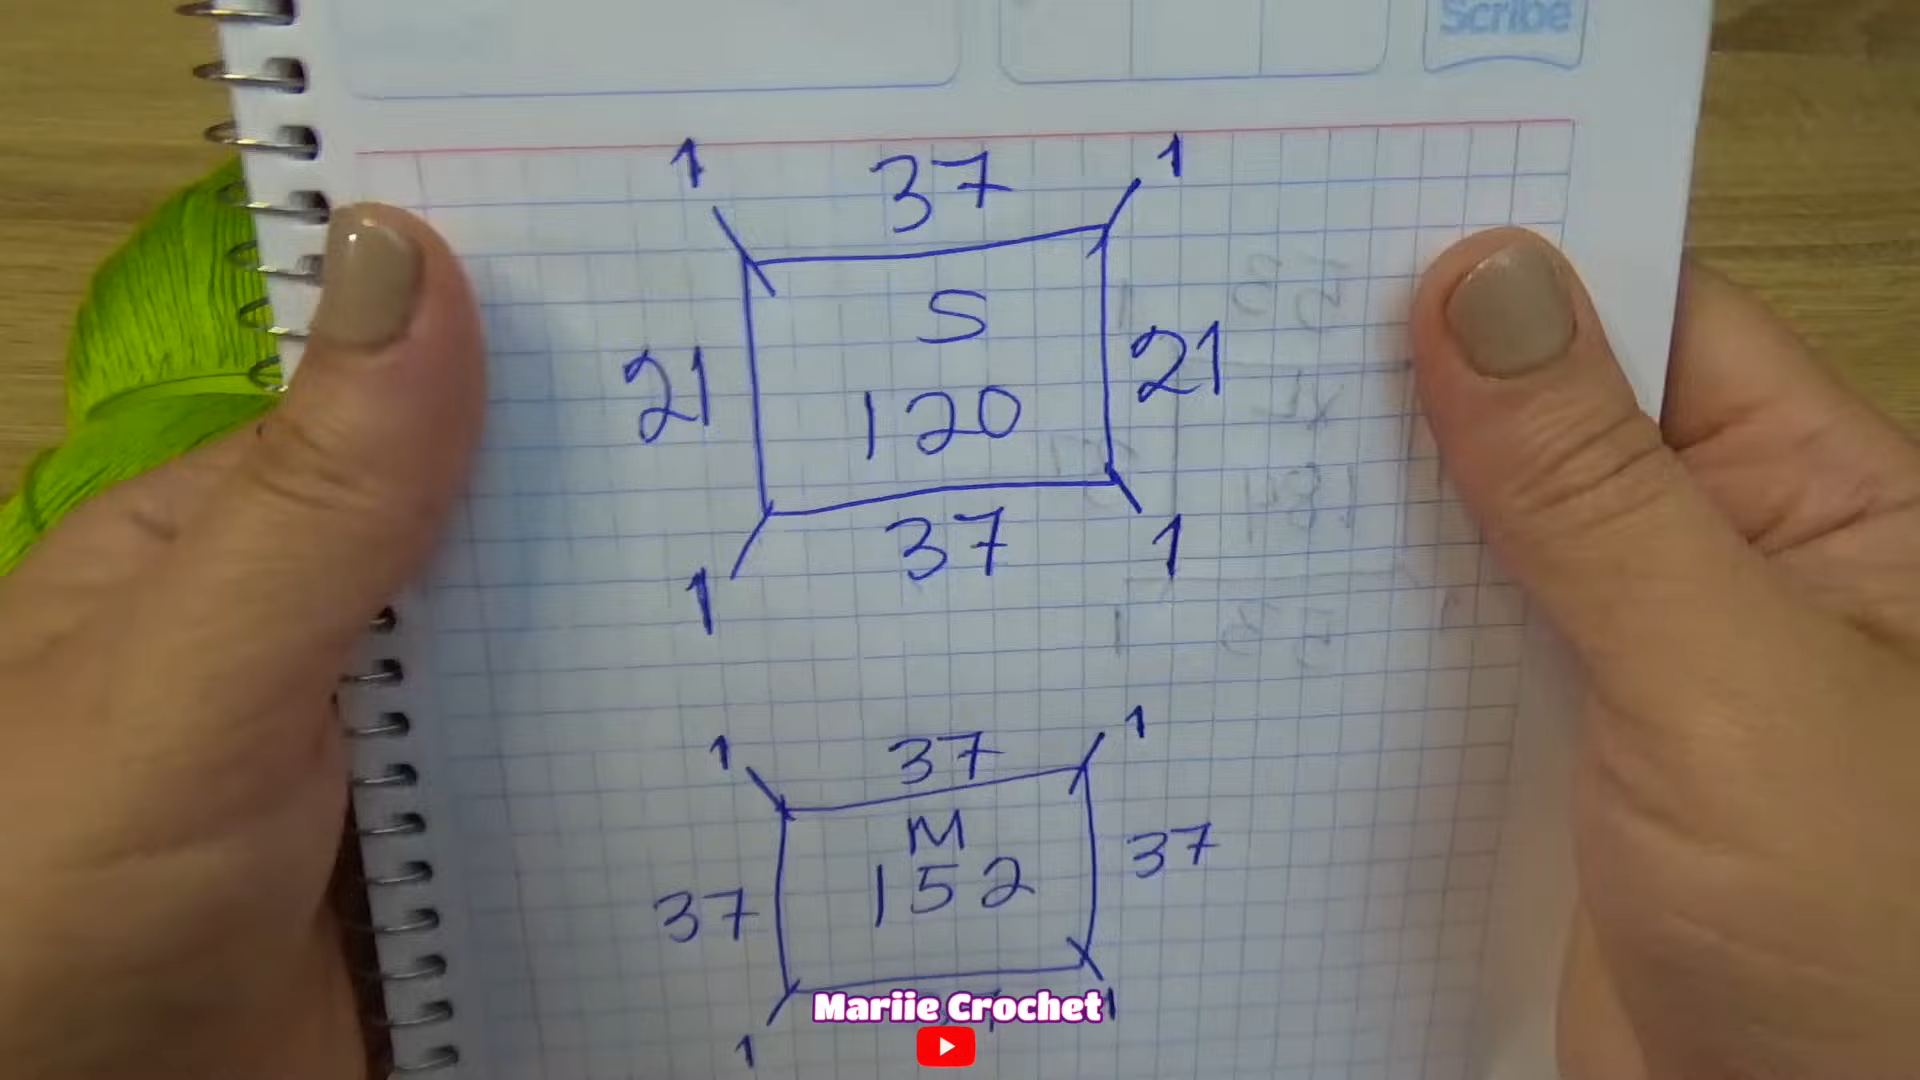 Scribe
1 37 1
S
21 120 21
1 37 1
1 37 1
M
37 152 37
1 1
Mariie Crochet